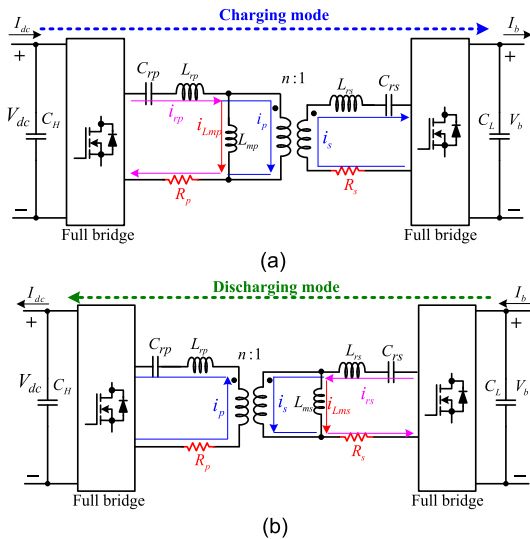 I_dc Charging mode I_b
+ C_rp L_rp n:1 L_rs C_rs +
V_dc C_H i_rp i_Lmp i_p L_mp i_s C_L V_b
− R_p R_s −
Full bridge Full bridge
(a)
I_dc Discharging mode I_b
+ C_rp L_rp n:1 L_rs C_rs +
V_dc C_H i_p i_s L_ms i_Lms i_rs C_L V_b
− R_p R_s −
Full bridge Full bridge
(b)